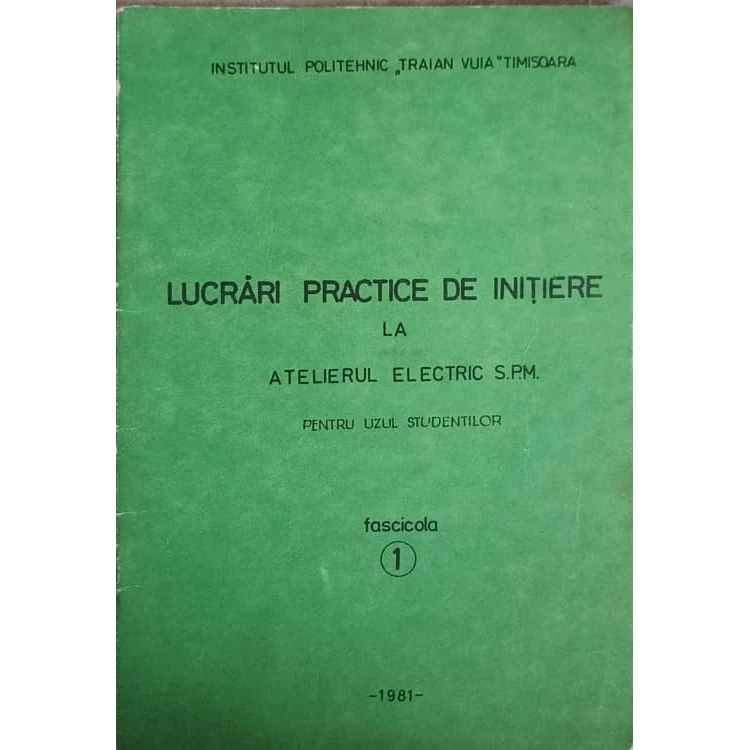 INSTITUTUL POLITEHNIC „TRAIAN VUIA” TIMISOARA
LUCRĂRI PRACTICE DE INIȚIERE
LA
ATELIERUL ELECTRIC S.P.M.
PENTRU UZUL STUDENTILOR
fascicola
1
-1981-